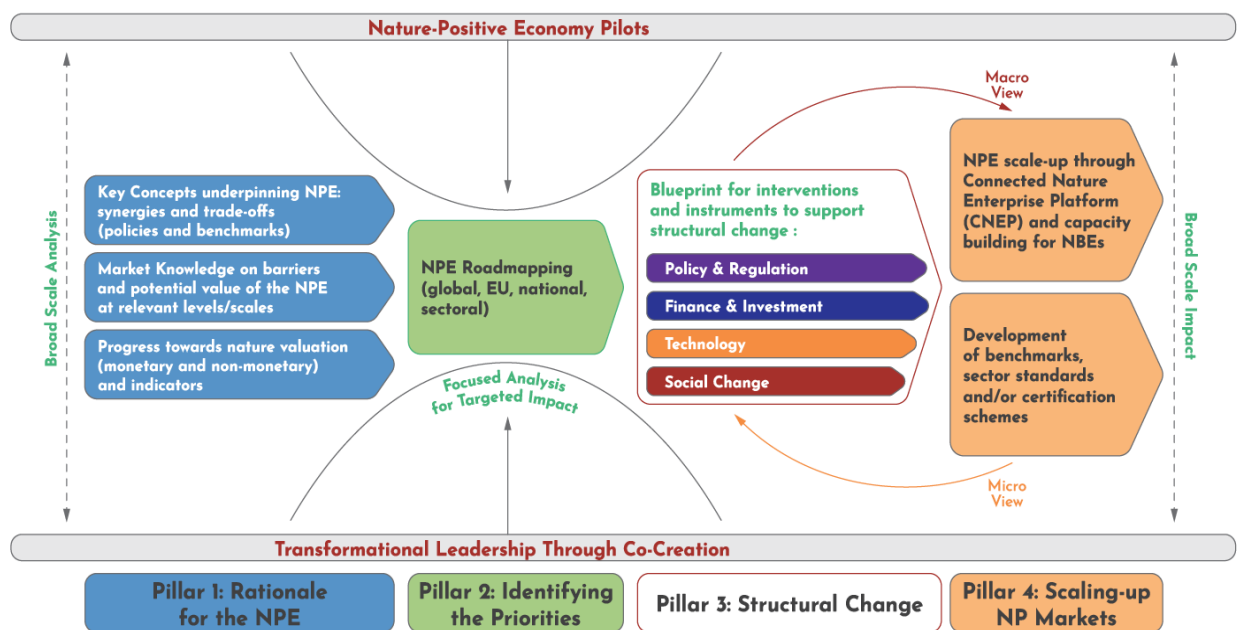 Nature-Positive Economy Pilots
Broad Scale Analysis
Key Concepts underpinning NPE:
synergies and trade-offs
(policies and benchmarks)
Market Knowledge on barriers
and potential value of the NPE
at relevant levels/scales
Progress towards nature valuation
(monetary and non-monetary)
and indicators
NPE Roadmapping
(global, EU, national,
sectoral)
Focused Analysis
for Targeted Impact
Macro
View
Blueprint for interventions
and instruments to support
structural change :
Policy & Regulation
Finance & Investment
Technology
Social Change
Micro
View
NPE scale-up through
Connected Nature
Enterprise Platform
(CNEP) and capacity
building for NBEs
Development
of benchmarks,
sector standards
and/or certification
schemes
Broad Scale Impact
Transformational Leadership Through Co-Creation
Pillar 1: Rationale
for the NPE
Pillar 2: Identifying
the Priorities
Pillar 3: Structural Change
Pillar 4: Scaling-up
NP Markets